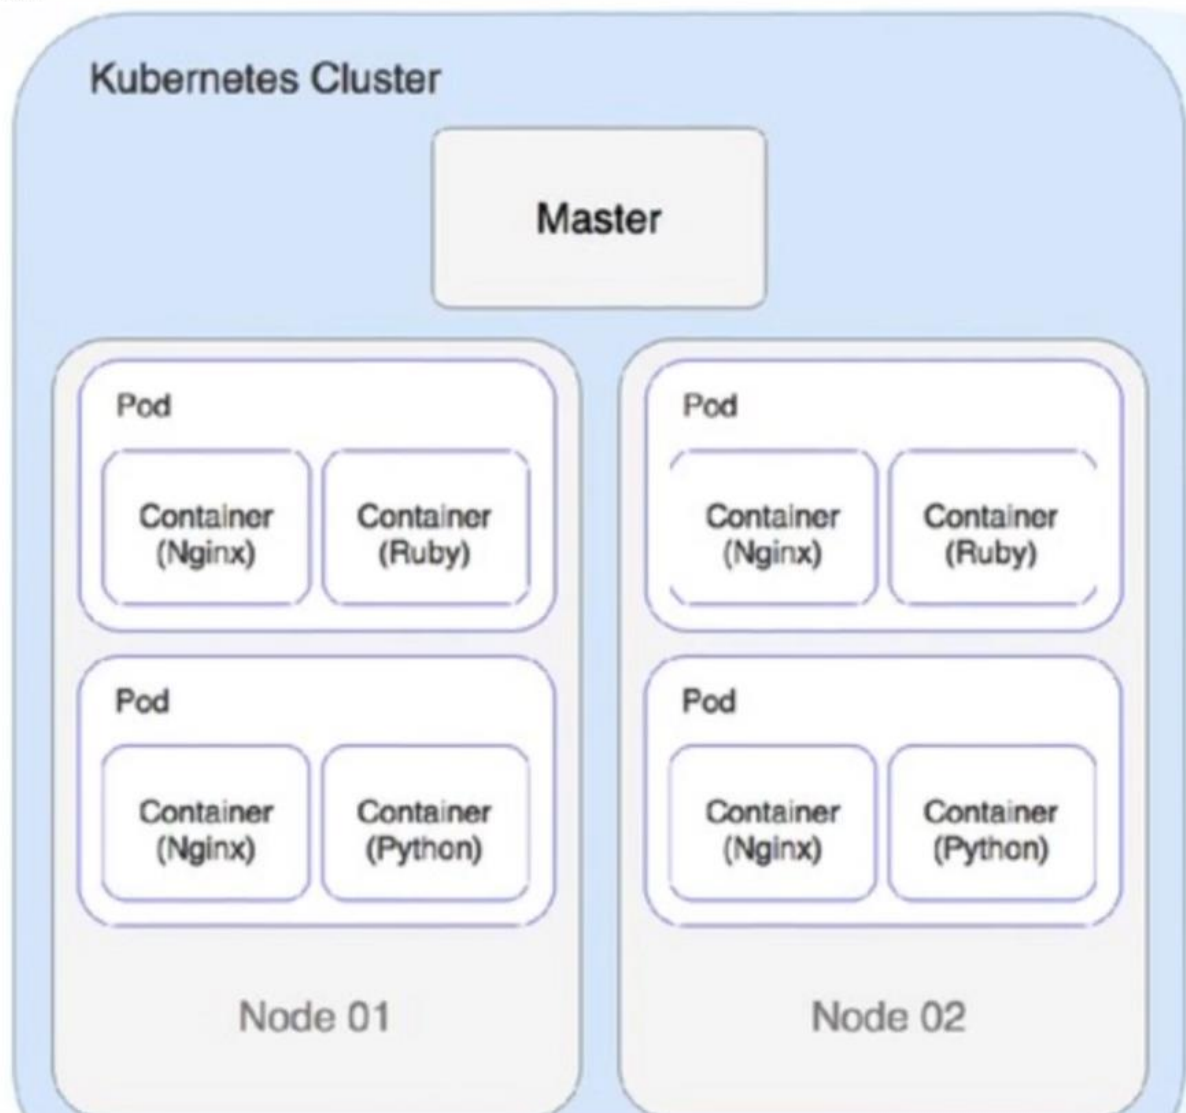 Kubernetes Cluster
Master
Pod
Container
(Nginx)
Container
(Ruby)
Pod
Container
(Nginx)
Container
(Python)
Node 01
Pod
Container
(Nginx)
Container
(Ruby)
Pod
Container
(Nginx)
Container
(Python)
Node 02